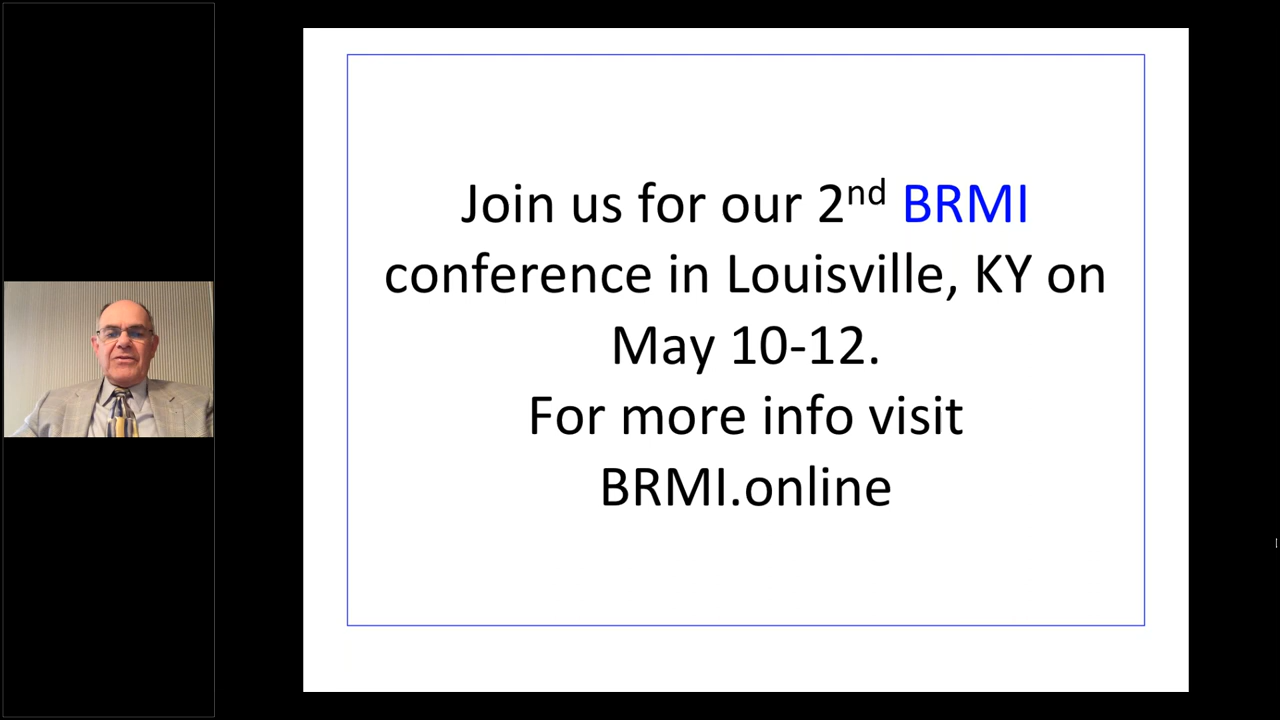 Join us for our 2nd BRMI
conference in Louisville, KY on
May 10-12.
For more info visit
BRMI.online